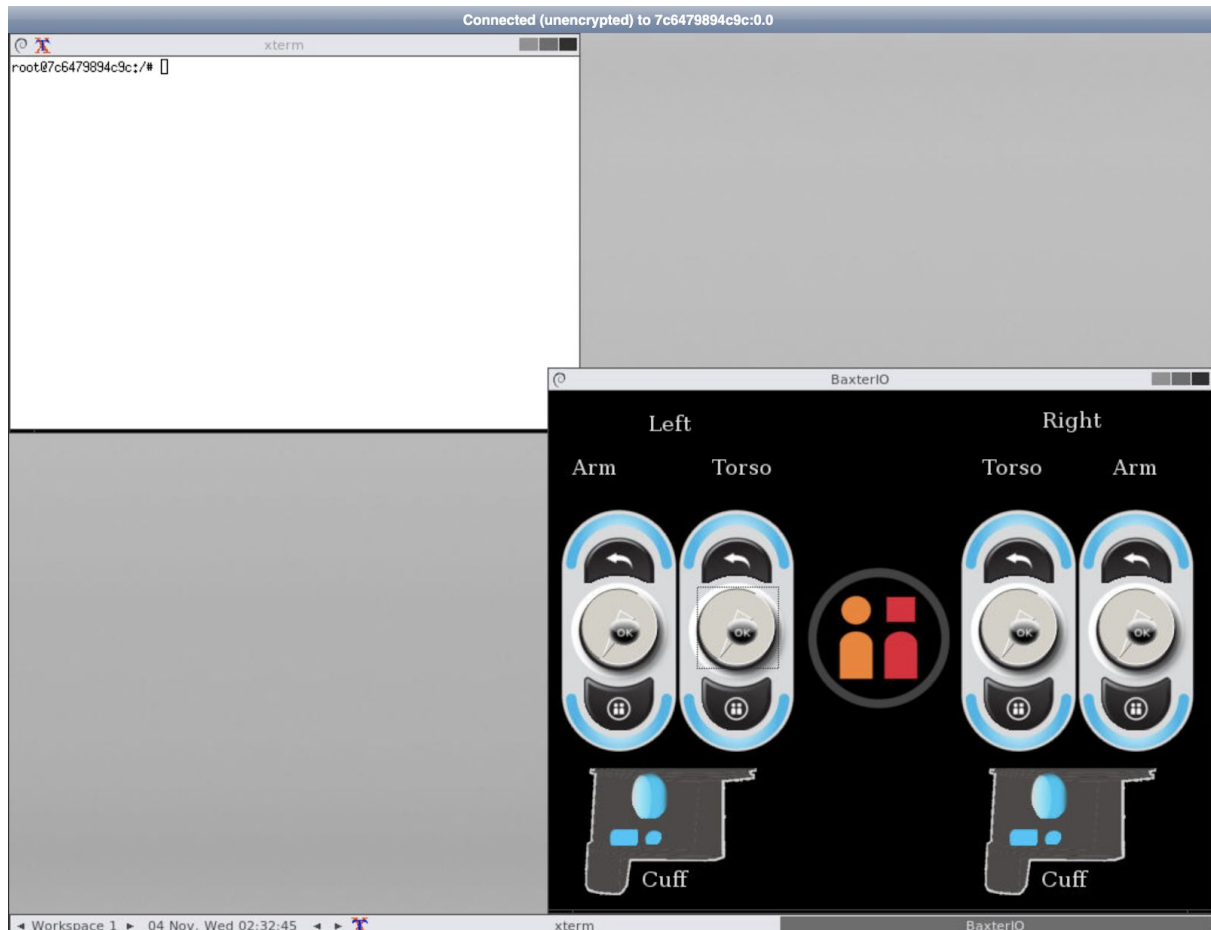 Connected (unencrypted) to 7c6479894c9c:0.0
xterm
root@7c6479894c9c:/#
BaxterIO
Left
Right
Arm
Torso
Torso
Arm
OK
OK
OK
OK
Cuff
Cuff
Workspace 1
04 Nov, Wed 02:32:45
xterm
BaxterIO